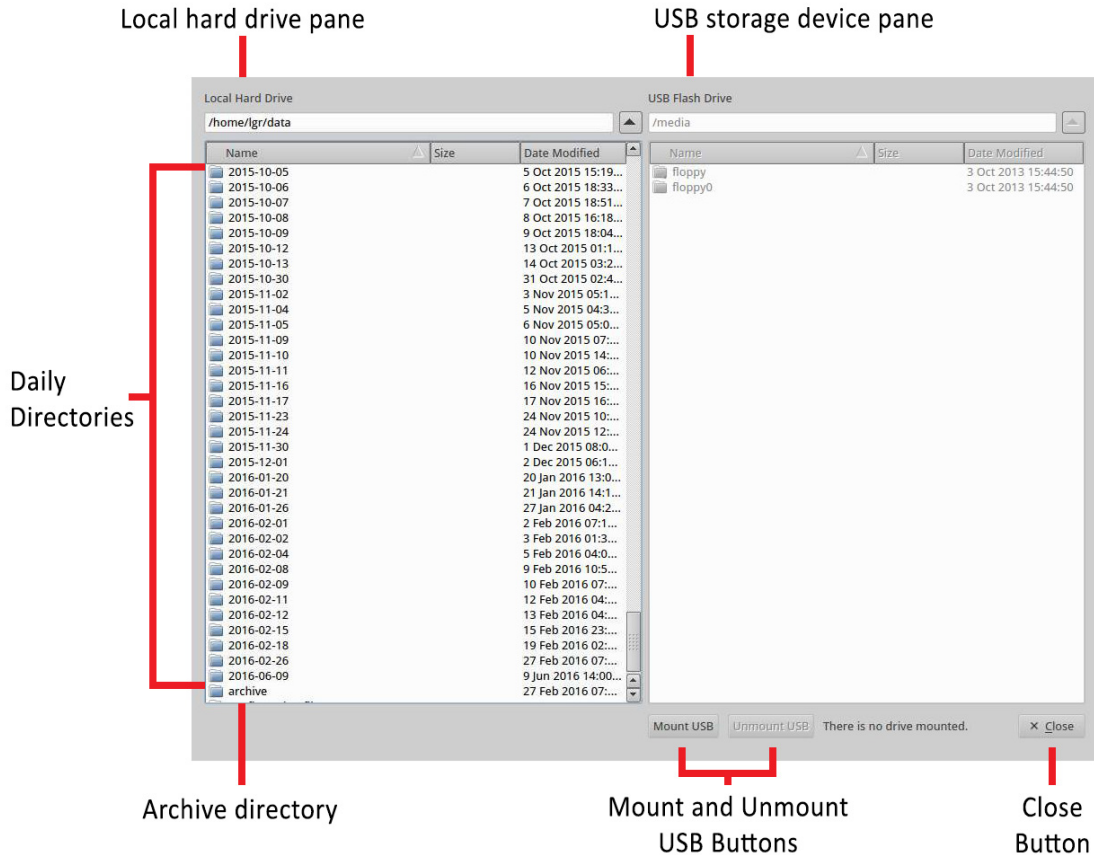 Local hard drive pane
USB storage device pane
Local Hard Drive
USB Flash Drive
/home/lgr/data
/media
Name Size Date Modified
Name Size Date Modified
2015-10-05 5 Oct 2015 15:19...
2015-10-06 6 Oct 2015 18:33...
2015-10-07 7 Oct 2015 18:51...
2015-10-08 8 Oct 2015 16:18...
2015-10-09 9 Oct 2015 18:04...
2015-10-12 13 Oct 2015 01:1...
2015-10-13 14 Oct 2015 03:2...
2015-10-30 31 Oct 2015 02:4...
2015-11-02 3 Nov 2015 05:1...
2015-11-04 5 Nov 2015 04:3...
2015-11-05 6 Nov 2015 05:0...
2015-11-09 10 Nov 2015 07:...
2015-11-10 10 Nov 2015 14:...
2015-11-11 12 Nov 2015 06:...
2015-11-16 16 Nov 2015 15:...
2015-11-17 17 Nov 2015 16:...
2015-11-23 24 Nov 2015 10:...
2015-11-24 24 Nov 2015 12:...
2015-11-30 1 Dec 2015 08:0...
2015-12-01 2 Dec 2015 06:1...
2016-01-20 20 Jan 2016 13:0...
2016-01-21 21 Jan 2016 14:1...
2016-01-26 27 Jan 2016 04:2...
2016-02-01 2 Feb 2016 07:1...
2016-02-02 3 Feb 2016 01:3...
2016-02-04 5 Feb 2016 04:0...
2016-02-08 9 Feb 2016 10:5...
2016-02-09 10 Feb 2016 07:...
2016-02-11 12 Feb 2016 04:...
2016-02-12 13 Feb 2016 04:...
2016-02-15 15 Feb 2016 23:...
2016-02-18 19 Feb 2016 02:...
2016-02-26 27 Feb 2016 07:...
2016-06-09 9 Jun 2016 14:00...
archive 27 Feb 2016 07:...
floppy 3 Oct 2013 15:44:50
floppy0 3 Oct 2013 15:44:50
Daily
Directories
Mount USB
Unmount USB
There is no drive mounted.
× Close
Archive directory
Mount and Unmount
USB Buttons
Close
Button